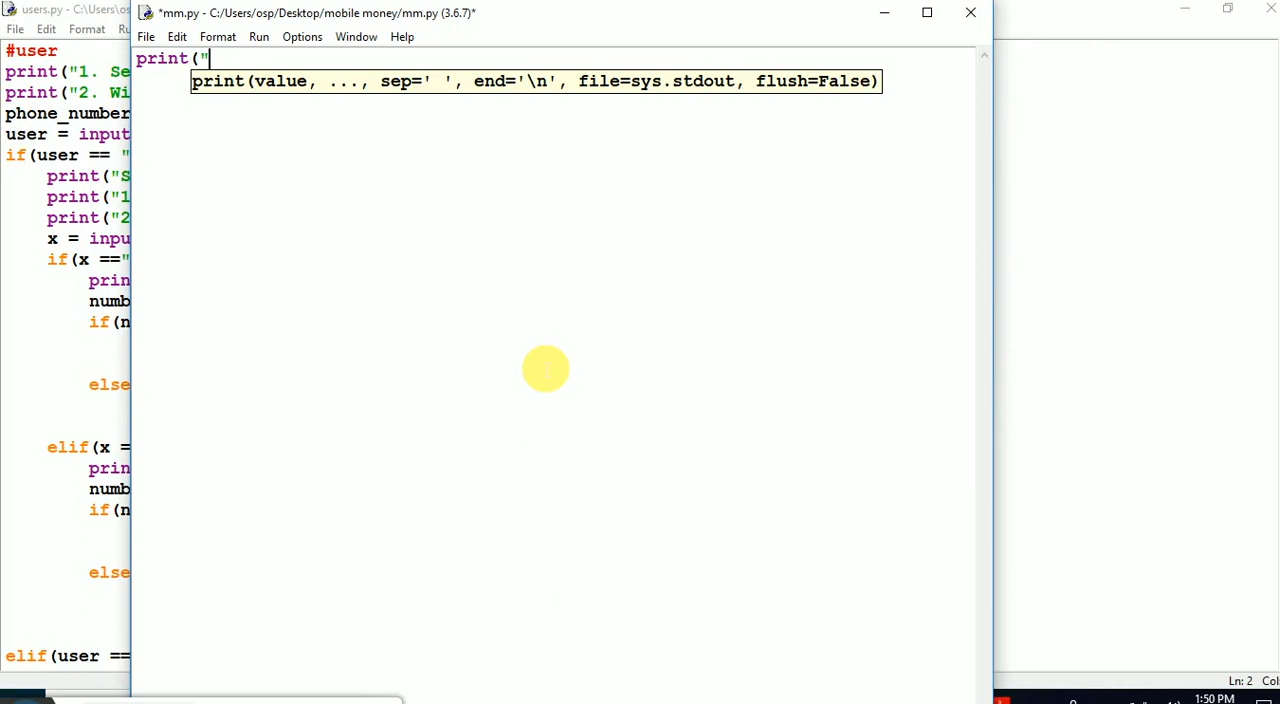 users.py - C:\Users\os
*mm.py - C:/Users/osp/Desktop/mobile money/mm.py (3.6.7)*
File Edit Format Ru
File Edit Format Run Options Window Help
#user
print("1. Se
print("2. Wi
phone_number
user = input
if(user == "
print("S
print("1
print("2
x = inpu
if(x =="
prin
numb
if(n
else
elif(x =
prin
numb
if(n
else
elif(user ==
print("
print(value, ..., sep=' ', end='\n', file=sys.stdout, flush=False)
Ln: 2 Col
1:50 PM